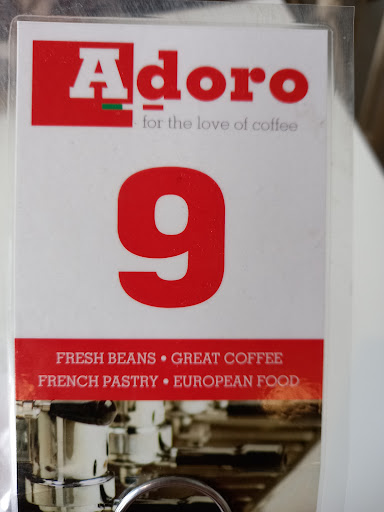 Adoro
for the love of coffee
9
FRESH BEANS • GREAT COFFEE
FRENCH PASTRY • EUROPEAN FOOD